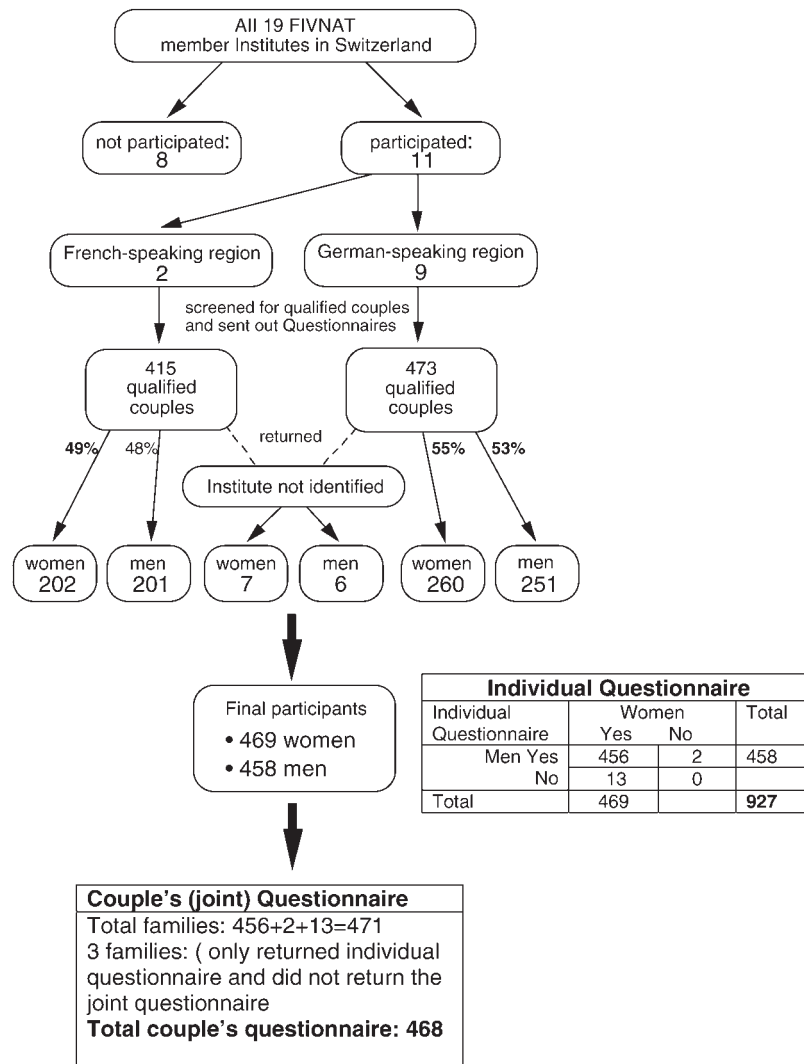 All 19 FIVNAT
member Institutes in Switzerland
not participated:
8
participated:
11
French-speaking region
2
German-speaking region
9
screened for qualified couples
and sent out Questionnaires
415
qualified
couples
473
qualified
couples
49%
48%
returned
55%
53%
Institute not identified
women
202
men
201
women
7
men
6
women
260
men
251
Final participants
• 469 women
• 458 men
Individual Questionnaire
Individual Women Total
Questionnaire Yes No
Men Yes 456 2 458
No 13 0
Total 469 927
Couple's (joint) Questionnaire
Total families: 456+2+13=471
3 families: ( only returned individual
questionnaire and did not return the
joint questionnaire
Total couple's questionnaire: 468